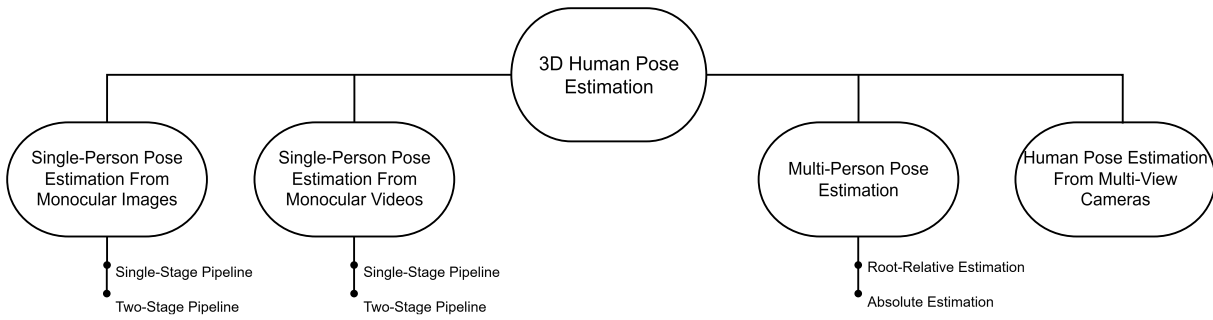 3D Human Pose
Estimation
Single-Person Pose
Estimation From
Monocular Images
Single-Person Pose
Estimation From
Monocular Videos
Multi-Person Pose
Estimation
Human Pose Estimation
From Multi-View
Cameras
Single-Stage Pipeline
Two-Stage Pipeline
Single-Stage Pipeline
Two-Stage Pipeline
Root-Relative Estimation
Absolute Estimation